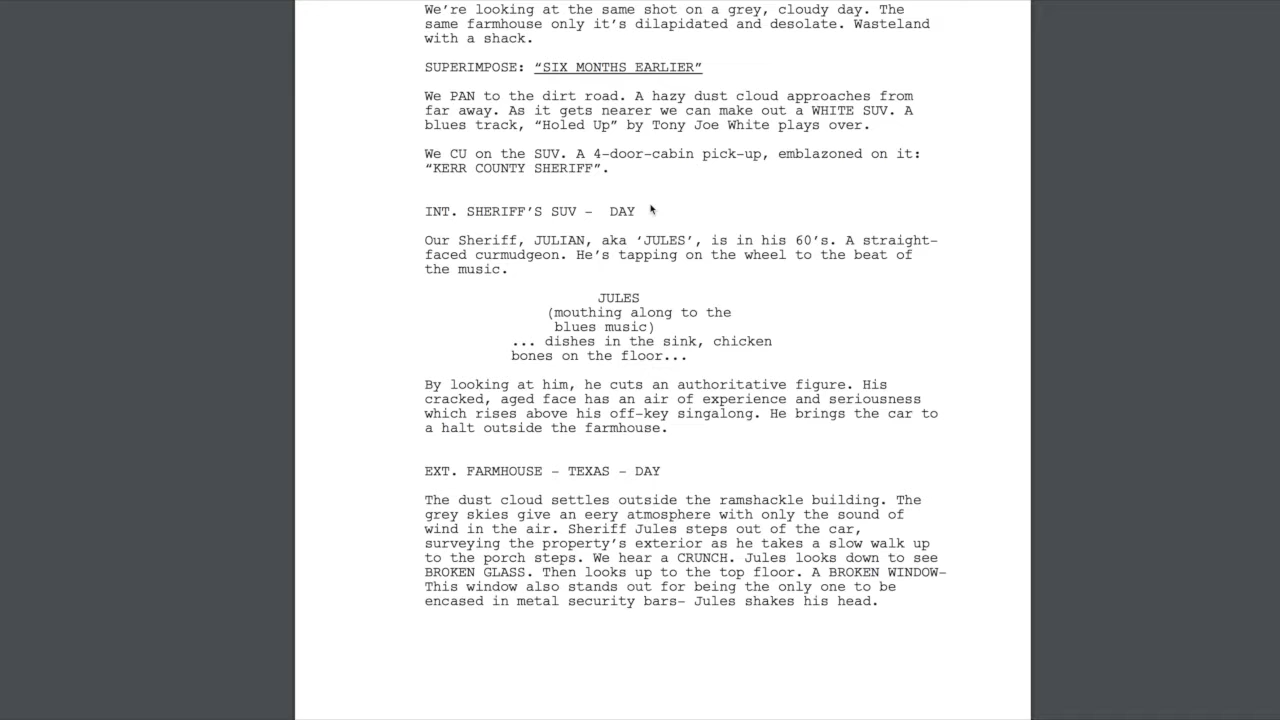 We’re looking at the same shot on a grey, cloudy day. The
same farmhouse only it’s dilapidated and desolate. Wasteland
with a shack.
SUPERIMPOSE: “SIX MONTHS EARLIER”
We PAN to the dirt road. A hazy dust cloud approaches from
far away. As it gets nearer we can make out a WHITE SUV. A
blues track, “Holed Up” by Tony Joe White plays over.
We CU on the SUV. A 4-door-cabin pick-up, emblazoned on it:
“KERR COUNTY SHERIFF”.
INT. SHERIFF’S SUV - DAY
Our Sheriff, JULIAN, aka ‘JULES’, is in his 60’s. A straight-
faced curmudgeon. He’s tapping on the wheel to the beat of
the music.
JULES
(mouthing along to the
blues music)
... dishes in the sink, chicken
bones on the floor...
By looking at him, he cuts an authoritative figure. His
cracked, aged face has an air of experience and seriousness
which rises above his off-key singalong. He brings the car to
a halt outside the farmhouse.
EXT. FARMHOUSE - TEXAS - DAY
The dust cloud settles outside the ramshackle building. The
grey skies give an eery atmosphere with only the sound of
wind in the air. Sheriff Jules steps out of the car,
surveying the property’s exterior as he takes a slow walk up
to the porch steps. We hear a CRUNCH. Jules looks down to see
BROKEN GLASS. Then looks up to the top floor. A BROKEN WINDOW-
This window also stands out for being the only one to be
encased in metal security bars- Jules shakes his head.